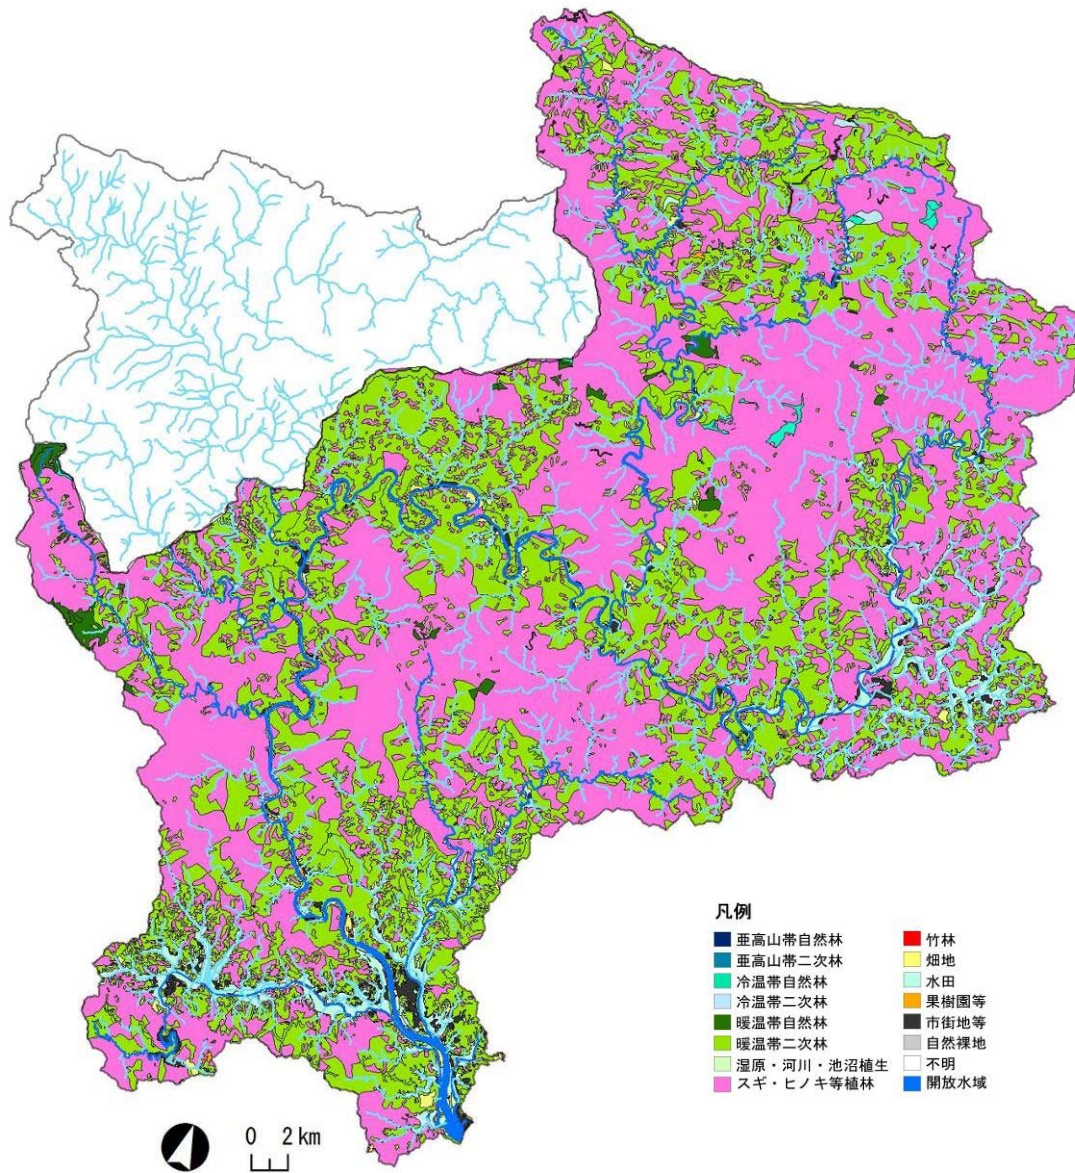 凡例
亜高山帯自然林
亜高山帯二次林
冷温帯自然林
冷温帯二次林
暖温帯自然林
暖温帯二次林
湿原・河川・池沼植生
スギ・ヒノキ等植林
竹林
畑地
水田
果樹園等
市街地等
自然裸地
不明
開放水域
0 2km